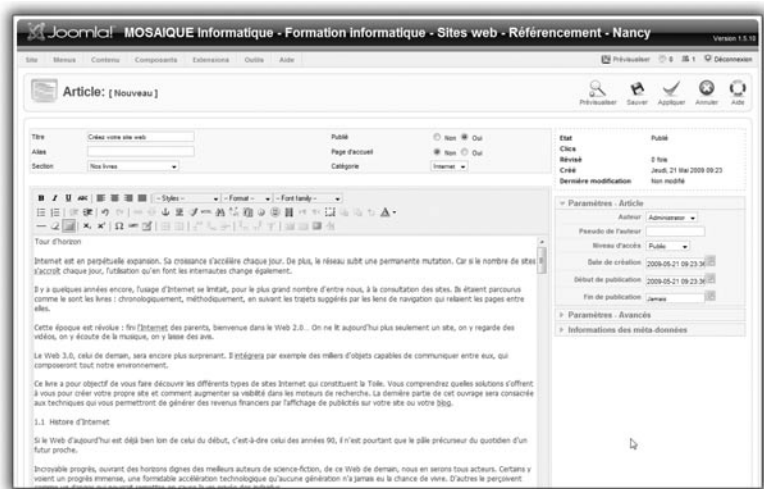 Joomla! MOSAIQUE Informatique - Formation informatique - Sites web - Référencement - Nancy
Version 1.5.10
Site Menus Contenu Composants Extensions Outils Aide
Prévisualiser 0 1 Déconnexion
Article: [ Nouveau ]
Prévisualiser Sauver Appliquer Annuler Aide
Titre Créez votre site web Publié Non Oui
Alias Page d'accueil Non Oui
Section Nos livres Catégorie Internet
Etat Publié
Clics
Révisé 0 fois
Créé Jeudi, 21 Mai 2009 09:23
Dernière modification Non modifié
B I U ABC -- Styles -- -- Format -- -- Font family --
Paramètres - Article
Auteur Administrator
Pseudo de l'auteur
Niveau d'accès Public
Date de création 2009-05-21 09:23:36
Début de publication 2009-05-21 09:23:36
Fin de publication Jamais
Paramètres - Avancés
Informations des méta-données
Tour d'horizon
Internet est en perpétuelle expansion. Sa croissance s'accélère chaque jour. De plus, le réseau subit une permanente mutation. Car si le nombre de sites
s'accroît chaque jour, l'utilisation qu'en font les internautes change également.
Il y a quelques années encore, l'usage d'Internet se limitait, pour le plus grand nombre d'entre nous, à la consultation des sites. Ils étaient parcourus
comme le sont les livres : chronologiquement, méthodiquement, en suivant les trajets suggérés par les liens de navigation qui relaient les pages entre
elles.
Cette époque est révolue : fini l'Internet des parents, bienvenue dans le Web 2.0... On ne lit aujourd'hui plus seulement un site, on y regarde des
vidéos, on y écoute de la musique, on y laisse des avis.
Le Web 3.0, celui de demain, sera encore plus surprenant. Il intégrera par exemple des milliers d'objets capables de communiquer entre eux, qui
composeront tout notre environnement.
Ce livre a pour objectif de vous faire découvrir les différents types de sites Internet qui constituent la Toile. Vous comprendrez quelles solutions s'offrent
à vous pour créer votre propre site et comment augmenter sa visibilité dans les moteurs de recherche. La dernière partie de cet ouvrage sera consacrée
aux techniques qui vous permettront de générer des revenus financiers par l'affichage de publicités sur votre site ou votre blog.
1.1 Histoire d'Internet
Si le Web d'aujourd'hui est déjà bien loin de celui du début, c'est-à-dire celui des années 90, il n'est pourtant que le pâle précurseur du quotidien d'un
futur proche.
Incroyable progrès, ouvrant des horizons dignes des meilleurs auteurs de science-fiction, de ce Web de demain, nous en serons tous acteurs. Certains y
voient un progrès immense, une formidable accélération technologique qu'aucune génération n'a jamais eu la chance de vivre. D'autres le perçoivent